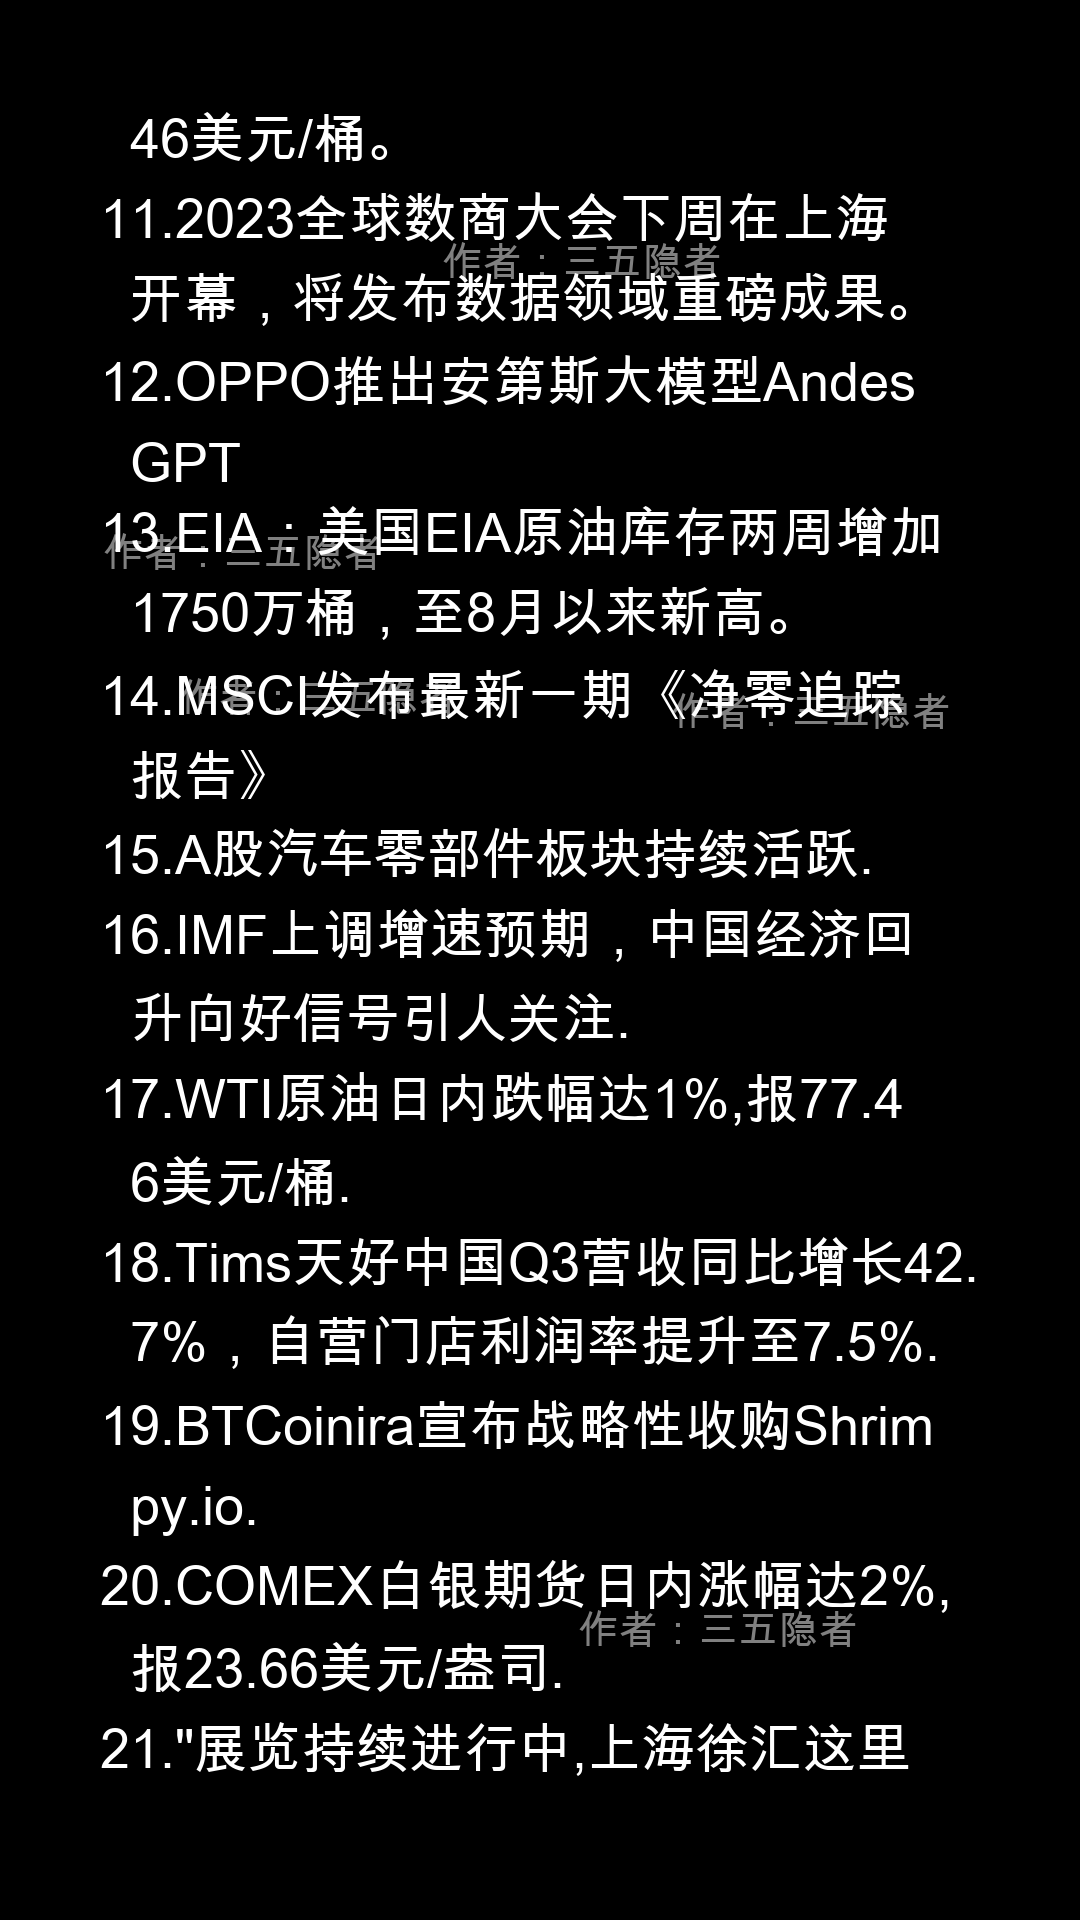 46美元/桶。
11.2023全球数商大会下周在上海
作者：三五隐者
开幕，将发布数据领域重磅成果。
12.OPPO推出安第斯大模型Andes
GPT
13.EIA：美国EIA原油库存两周增加
作者：三五隐者
1750万桶，至8月以来新高。
14.MSCI发布最新一期《净零追踪
作者：三五隐者
作者：三五隐者
报告》
15.A股汽车零部件板块持续活跃.
16.IMF上调增速预期，中国经济回
升向好信号引人关注.
17.WTI原油日内跌幅达1%,报77.4
6美元/桶.
18.Tims天好中国Q3营收同比增长42.
7%，自营门店利润率提升至7.5%.
19.BTCoinira宣布战略性收购Shrim
py.io.
20.COMEX白银期货日内涨幅达2%,
作者：三五隐者
报23.66美元/盎司.
21."展览持续进行中,上海徐汇这里